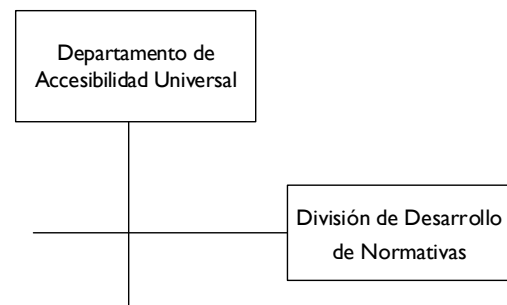 Departamento de
Accesibilidad Universal
División de Desarrollo
de Normativas